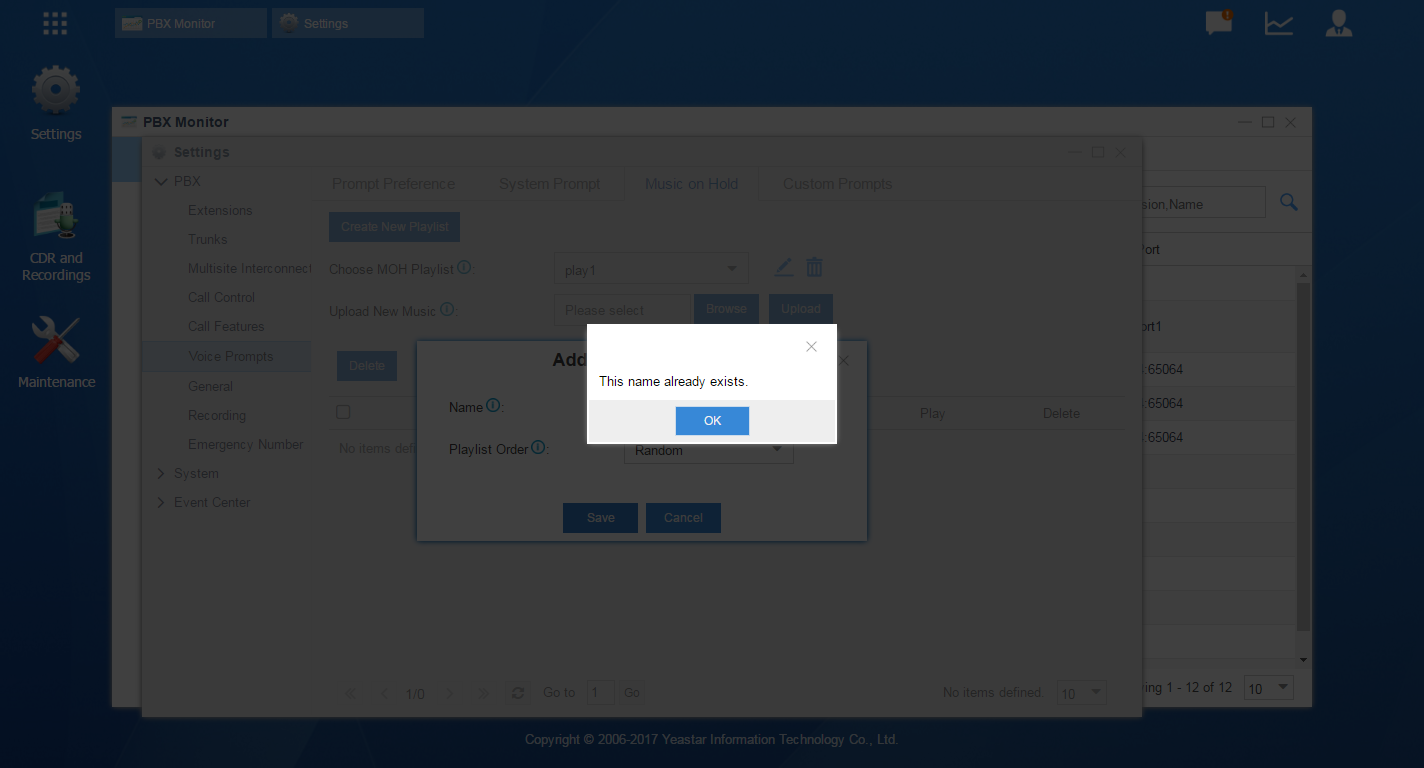 PBX Monitor
Settings
!
Settings
CDR and
Recordings
Maintenance
PBX Monitor
Settings
PBX
Extensions
Trunks
Multisite Interconnect
Call Control
Call Features
Voice Prompts
General
Recording
Emergency Number
System
Event Center
Prompt Preference
System Prompt
Music on Hold
Custom Prompts
Create New Playlist
Choose MOH Playlist :
play1
Upload New Music :
Please select
Browse
Upload
Delete
Play
Delete
No items defi
Add
Name :
Playlist Order :
Random
Save
Cancel
This name already exists.
OK
1/0
Go to
1
Go
No items defined.
10
sion,Name
Port
ort1
:65064
:65064
:65064
ing 1 - 12 of 12
10
Copyright © 2006-2017 Yeastar Information Technology Co., Ltd.